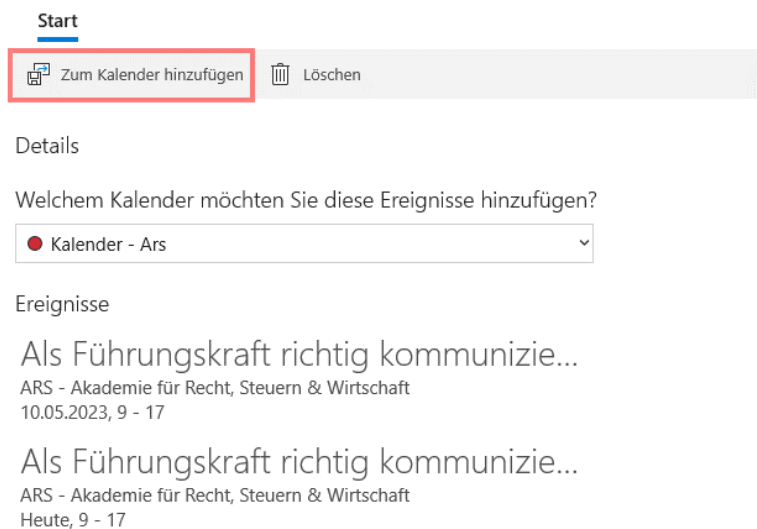 Start
Zum Kalender hinzufügen Löschen
Details
Welchem Kalender möchten Sie diese Ereignisse hinzufügen?
Kalender - Ars
Ereignisse
Als Führungskraft richtig kommunizie...
ARS - Akademie für Recht, Steuern & Wirtschaft
10.05.2023, 9 - 17
Als Führungskraft richtig kommunizie...
ARS - Akademie für Recht, Steuern & Wirtschaft
Heute, 9 - 17